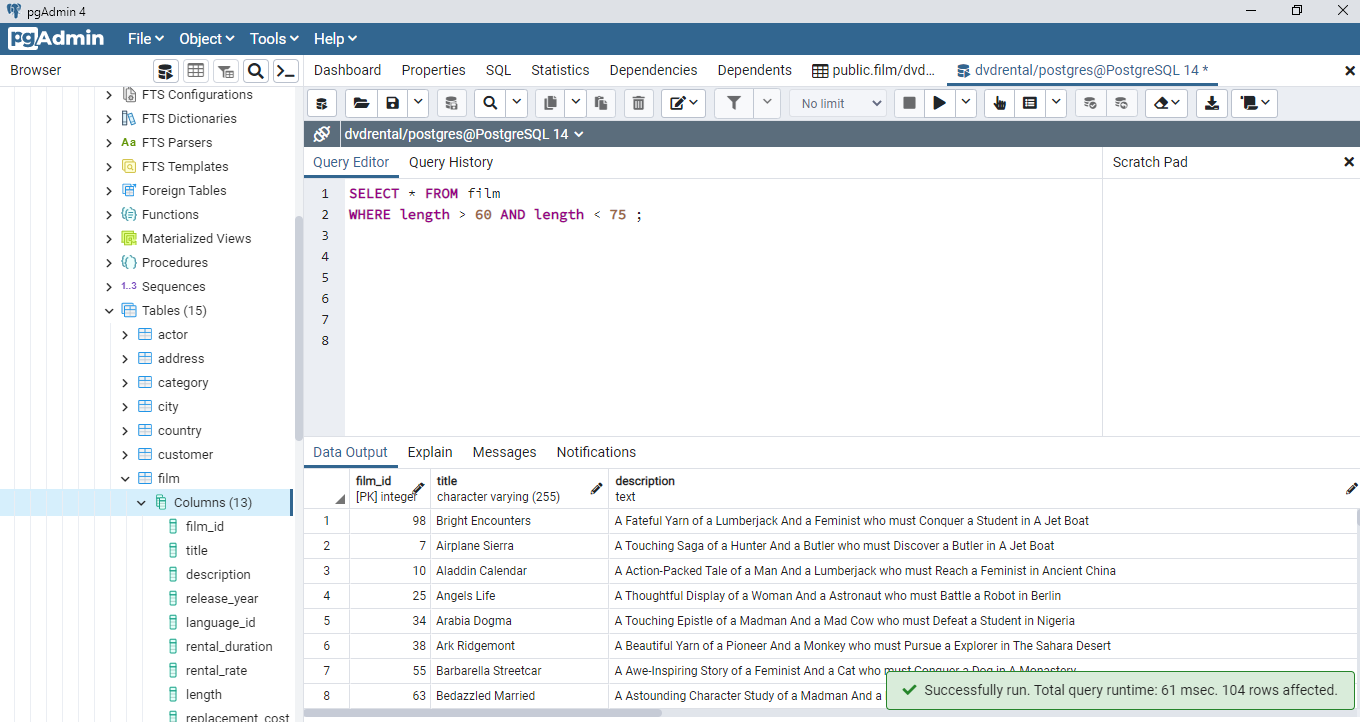 pgAdmin 4
pgAdmin File Object Tools Help
Browser
Dashboard Properties SQL Statistics Dependencies Dependents public.film/dvd... dvdrental/postgres@PostgreSQL 14 *
No limit
dvdrental/postgres@PostgreSQL 14
Query Editor Query History
Scratch Pad
1 SELECT * FROM film
2 WHERE length > 60 AND length < 75 ;
3
4
5
6
7
8
FTS Configurations
FTS Dictionaries
Aa FTS Parsers
FTS Templates
Foreign Tables
Functions
Materialized Views
Procedures
1..3 Sequences
Tables (15)
actor
address
category
city
country
customer
film
Columns (13)
film_id
title
description
release_year
language_id
rental_duration
rental_rate
length
replacement_cost
Data Output Explain Messages Notifications
film_id title description
[PK] integer character varying (255) text
1 98 Bright Encounters A Fateful Yarn of a Lumberjack And a Feminist who must Conquer a Student in A Jet Boat
2 7 Airplane Sierra A Touching Saga of a Hunter And a Butler who must Discover a Butler in A Jet Boat
3 10 Aladdin Calendar A Action-Packed Tale of a Man And a Lumberjack who must Reach a Feminist in Ancient China
4 25 Angels Life A Thoughtful Display of a Woman And a Astronaut who must Battle a Robot in Berlin
5 34 Arabia Dogma A Touching Epistle of a Madman And a Mad Cow who must Defeat a Student in Nigeria
6 38 Ark Ridgemont A Beautiful Yarn of a Pioneer And a Monkey who must Pursue a Explorer in The Sahara Desert
7 55 Barbarella Streetcar A Awe-Inspiring Story of a Feminist And a Cat who must Conquer a Dog in A Monastery
8 63 Bedazzled Married A Astounding Character Study of a Madman And a
Successfully run. Total query runtime: 61 msec. 104 rows affected.